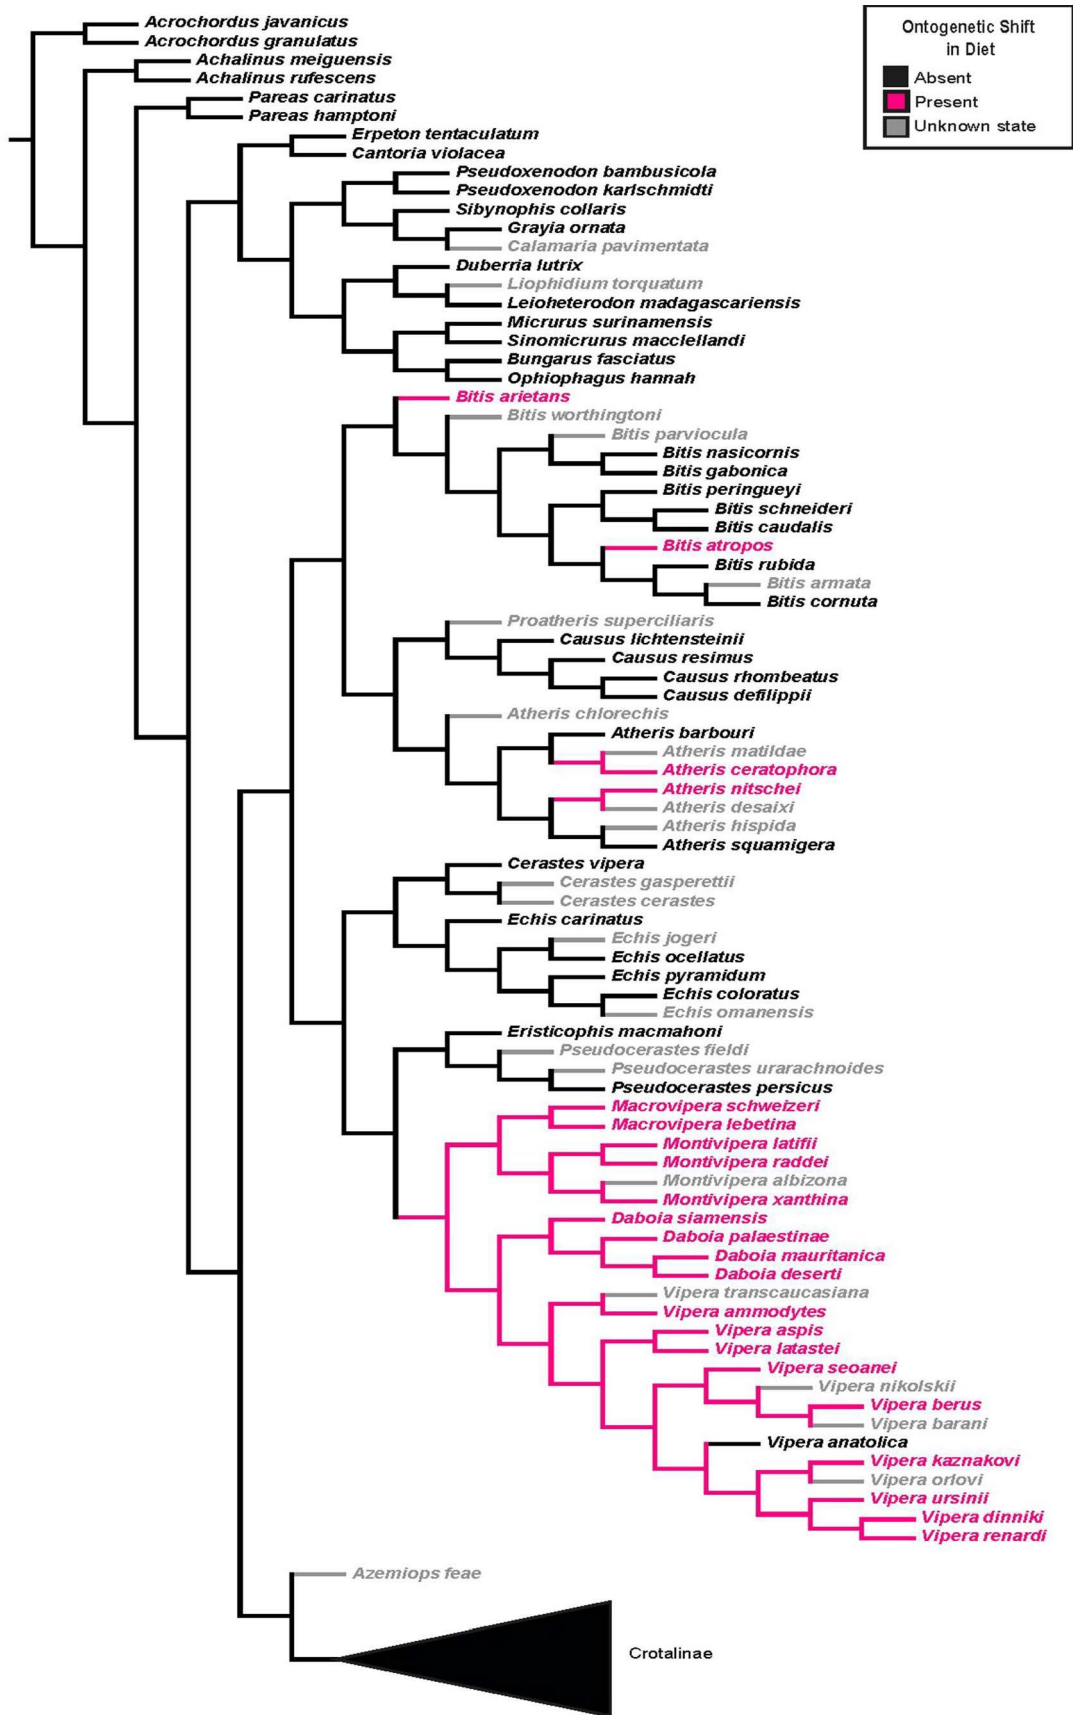 Acrochordus javanicus
Acrochordus granulatus
Achalinus meiguensis
Achalinus rufescens
Pareas carinatus
Pareas hamptoni
Erpeton tentaculatum
Cantoria violacea
Pseudoxenodon bambusicola
Pseudoxenodon karlschmidti
Sibynophis collaris
Grayia ornata
Calamaria pavimentata
Duberria lutrix
Liophidium torquatum
Leioheterodon madagascariensis
Micrurus surinamensis
Sinomicrurus macclellandi
Bungarus fasciatus
Ophiophagus hannah
Bitis arietans
Bitis worthingtoni
Bitis parviocula
Bitis nasicornis
Bitis gabonica
Bitis peringueyi
Bitis schneideri
Bitis caudalis
Bitis atropos
Bitis rubida
Bitis armata
Bitis cornuta
Proatheris superciliaris
Causus lichtensteinii
Causus resimus
Causus rhombeatus
Causus defilippii
Atheris chlorechis
Atheris barbouri
Atheris matildae
Atheris ceratophora
Atheris nitschei
Atheris desaixi
Atheris hispida
Atheris squamigera
Cerastes vipera
Cerastes gasperettii
Cerastes cerastes
Echis carinatus
Echis jogeri
Echis ocellatus
Echis pyramidum
Echis coloratus
Echis omanensis
Eristicophis macmahoni
Pseudocerastes fieldi
Pseudocerastes urarachnoides
Pseudocerastes persicus
Macrovipera schweizeri
Macrovipera lebetina
Montivipera latifii
Montivipera raddei
Montivipera albizona
Montivipera xanthina
Daboia siamensis
Daboia palaestinae
Daboia mauritanica
Daboia deserti
Vipera transcaucasiana
Vipera ammodytes
Vipera aspis
Vipera latastei
Vipera seoanei
Vipera nikolskii
Vipera berus
Vipera barani
Vipera anatolica
Vipera kaznakovi
Vipera orlovi
Vipera ursinii
Vipera dinniki
Vipera renardi
Azemiops feae
Crotalinae
Ontogenetic Shift
in Diet
Absent
Present
Unknown state